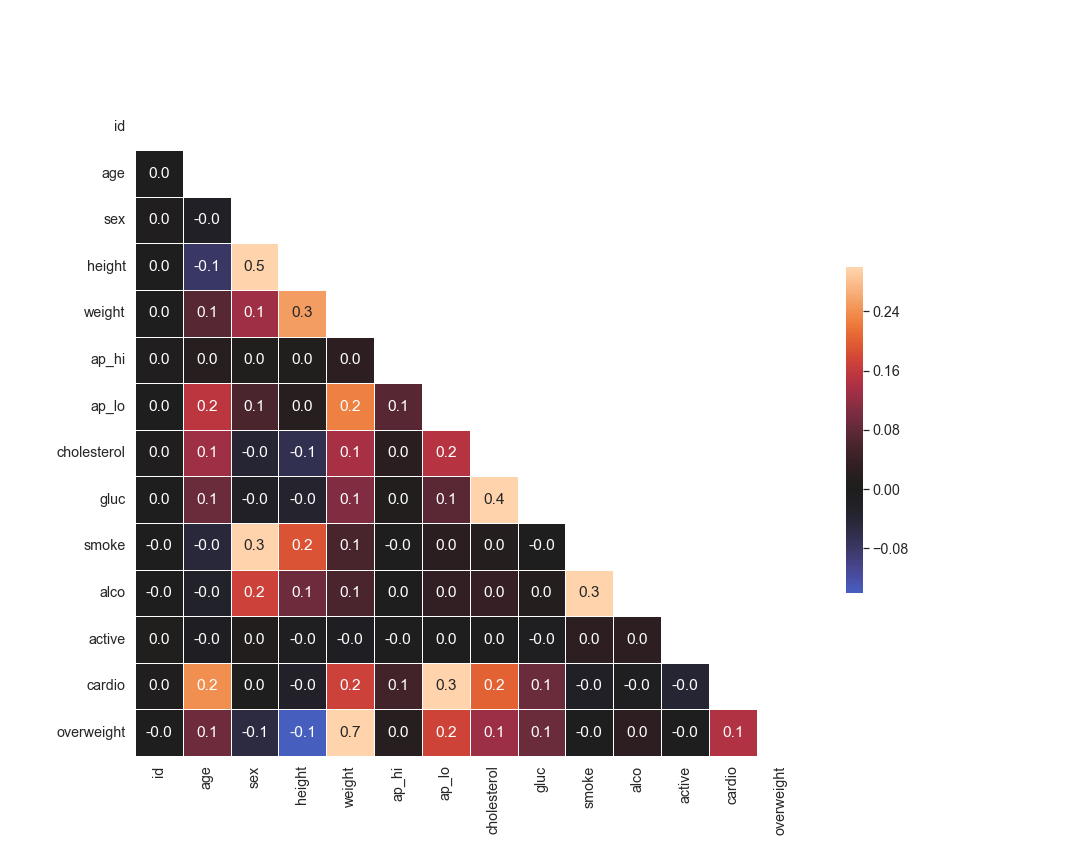 id
age 0.0
sex 0.0 -0.0
height 0.0 -0.1 0.5
0.24
weight 0.0 0.1 0.1 0.3
ap_hi 0.0 0.0 0.0 0.0 0.0
0.16
ap_lo 0.0 0.2 0.1 0.0 0.2 0.1
0.08
cholesterol 0.0 0.1 -0.0 -0.1 0.1 0.0 0.2
gluc 0.0 0.1 -0.0 -0.0 0.1 0.0 0.1 0.4
0.00
smoke -0.0 -0.0 0.3 0.2 0.1 -0.0 0.0 0.0 -0.0
−0.08
alco -0.0 -0.0 0.2 0.1 0.1 0.0 0.0 0.0 0.0 0.3
active 0.0 -0.0 0.0 -0.0 -0.0 -0.0 0.0 0.0 -0.0 0.0 0.0
cardio 0.0 0.2 0.0 -0.0 0.2 0.1 0.3 0.2 0.1 -0.0 -0.0 -0.0
overweight -0.0 0.1 -0.1 -0.1 0.7 0.0 0.2 0.1 0.1 -0.0 0.0 -0.0 0.1
id age sex height weight ap_hi ap_lo cholesterol gluc smoke alco active cardio overweight